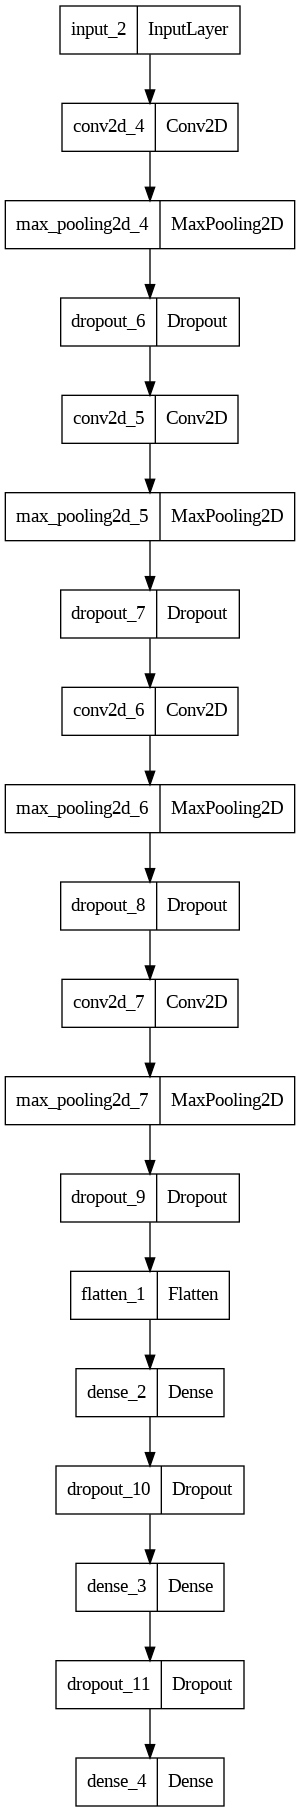 input_2 InputLayer
conv2d_4 Conv2D
max_pooling2d_4 MaxPooling2D
dropout_6 Dropout
conv2d_5 Conv2D
max_pooling2d_5 MaxPooling2D
dropout_7 Dropout
conv2d_6 Conv2D
max_pooling2d_6 MaxPooling2D
dropout_8 Dropout
conv2d_7 Conv2D
max_pooling2d_7 MaxPooling2D
dropout_9 Dropout
flatten_1 Flatten
dense_2 Dense
dropout_10 Dropout
dense_3 Dense
dropout_11 Dropout
dense_4 Dense